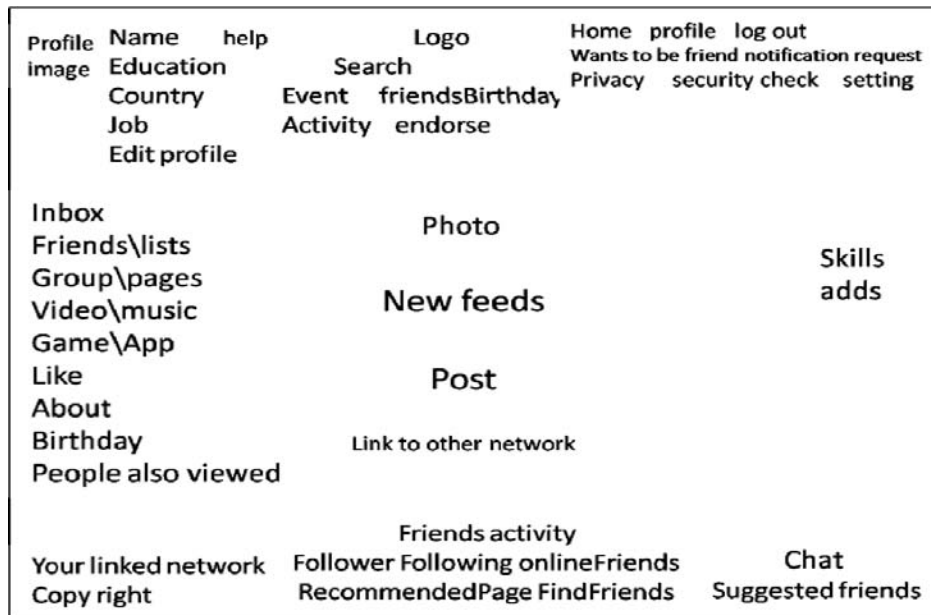 Profile image
Name help Logo
Education Search
Country Event friendsBirthday
Job Activity endorse
Edit profile
Home profile log out
Wants to be friend notification request
Privacy security check setting
Inbox
Friends\lists
Group\pages
Video\music
Game\App
Like
About
Birthday
People also viewed
Photo
New feeds
Post
Link to other network
Skills
adds
Friends activity
Your linked network Follower Following onlineFriends Chat
Copy right RecommendedPage FindFriends Suggested friends